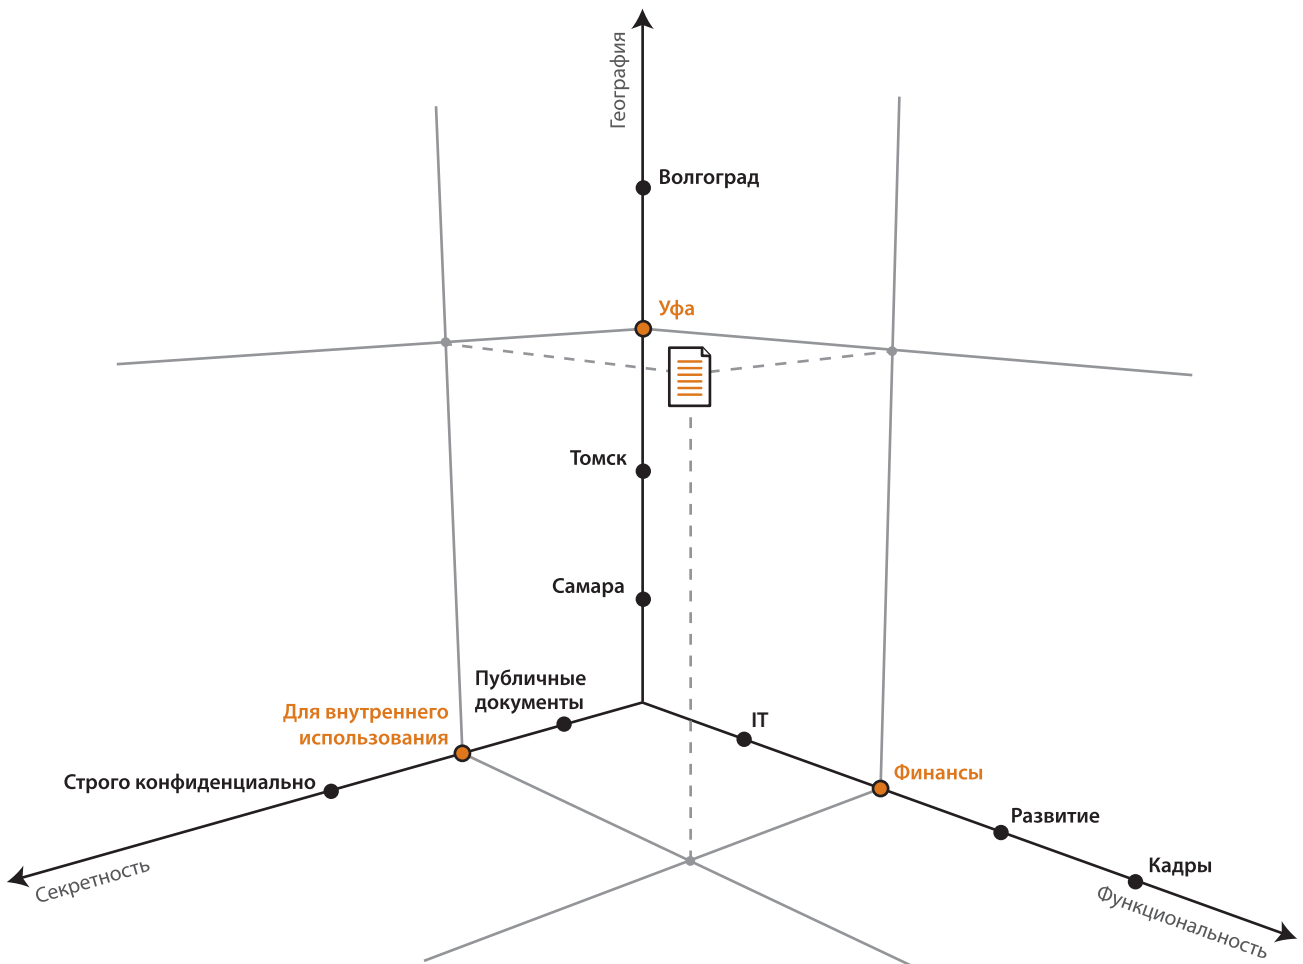 География
Волгоград
Уфа
Томск
Самара
Публичные
документы
Для внутреннего
использования
Строго конфиденциально
Секретность
IT
Финансы
Развитие
Кадры
Функциональность